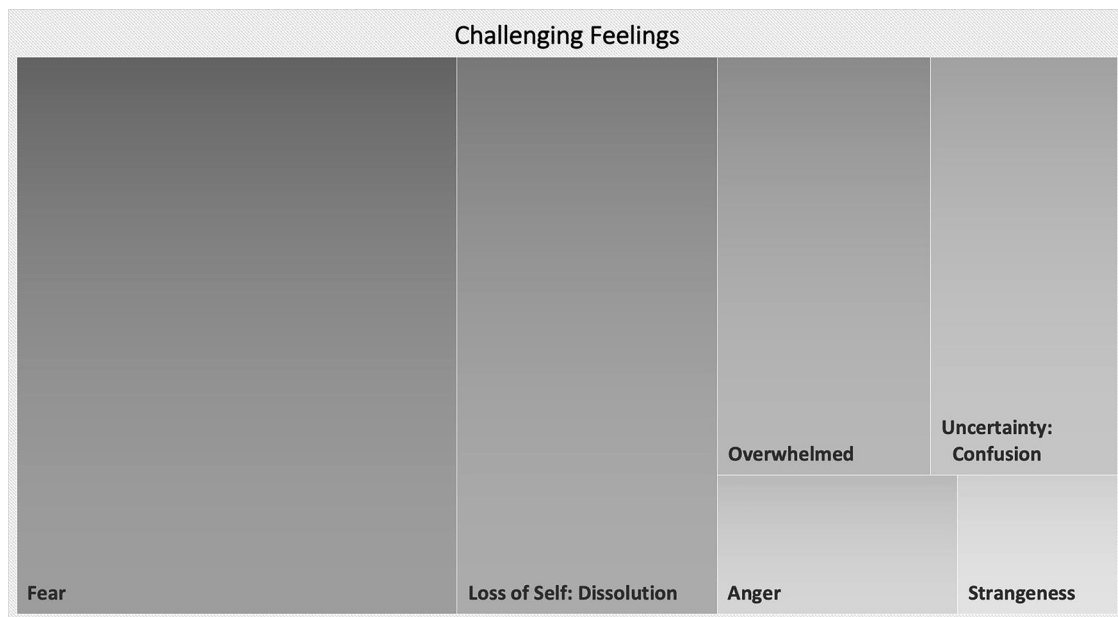 Challenging Feelings
Fear
Loss of Self: Dissolution
Overwhelmed
Uncertainty:
Confusion
Anger
Strangeness